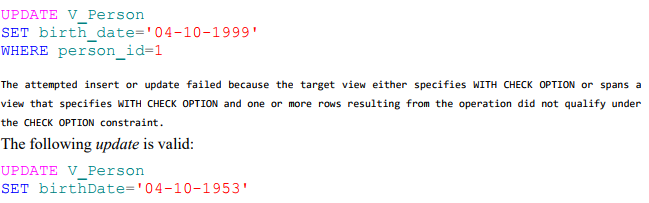 UPDATE V_Person
SET birth_date='04-10-1999'
WHERE person_id=1
The attempted insert or update failed because the target view either specifies WITH CHECK OPTION or spans a
view that specifies WITH CHECK OPTION and one or more rows resulting from the operation did not qualify under
the CHECK OPTION constraint.
The following update is valid:
UPDATE V_Person
SET birthDate='04-10-1953'